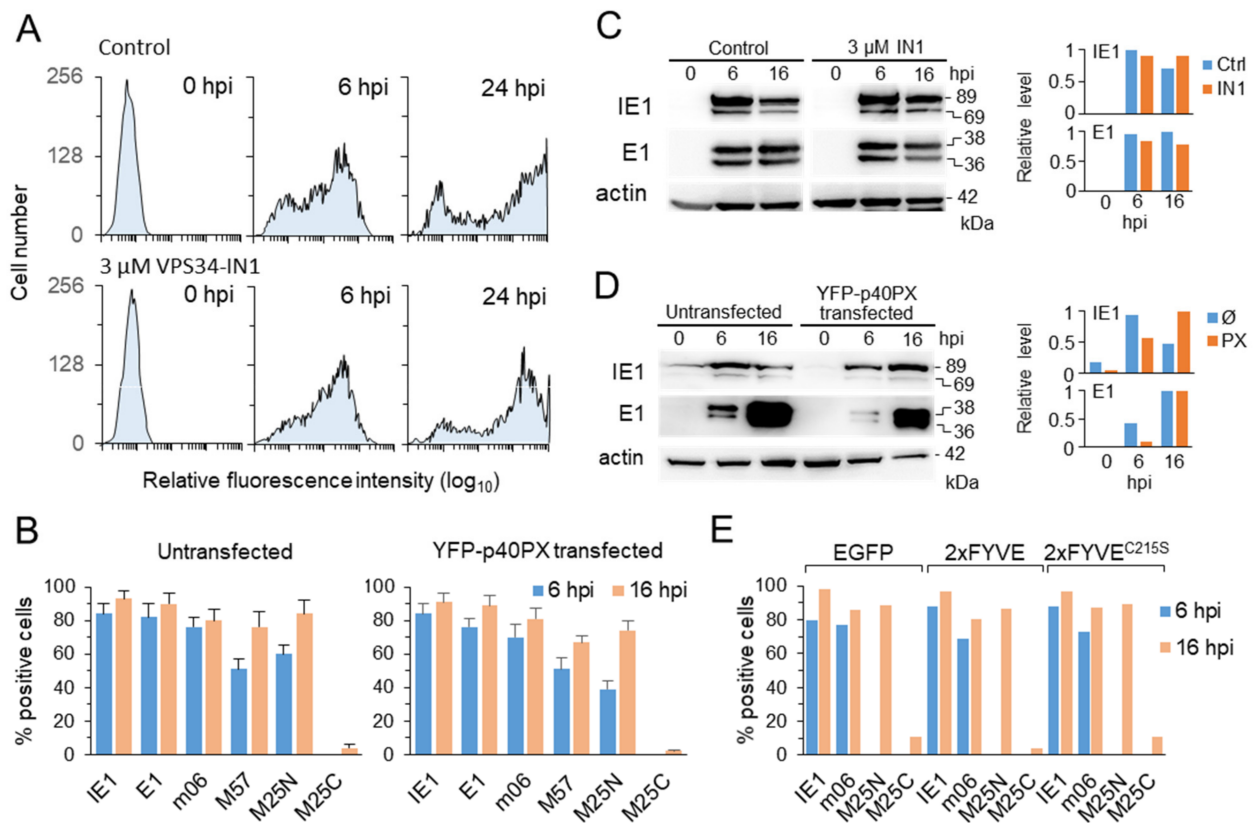 A
Control
256
128
0
0 hpi
6 hpi
24 hpi
3 µM VPS34-IN1
256
128
0
0 hpi
6 hpi
24 hpi
Cell number
Relative fluorescence intensity (log10)
B
Untransfected
YFP-p40PX transfected
6 hpi
16 hpi
% positive cells
100
80
60
40
20
0
IE1
E1
m06
M57
M25N
M25C
% positive cells
100
80
60
40
20
0
IE1
E1
m06
M57
M25N
M25C
C
Control
3 µM IN1
0 6 16 0 6 16 hpi
IE1
89
69
E1
38
36
actin
42
kDa
Relative level
1
0.5
0
IE1
Ctrl
IN1
1
0.5
0
E1
0 6 16
hpi
D
Untransfected
YFP-p40PX
transfected
0 6 16 0 6 16 hpi
IE1
89
69
E1
38
36
actin
42
kDa
Relative level
1
0.5
0
IE1
Ø
PX
1
0.5
0
E1
0 6 16
hpi
E
EGFP
2xFYVE
2xFYVEC215S
% positive cells
100
80
60
40
20
0
6 hpi
16 hpi
IE1
m06
M25N
M25C
IE1
m06
M25N
M25C
IE1
m06
M25N
M25C